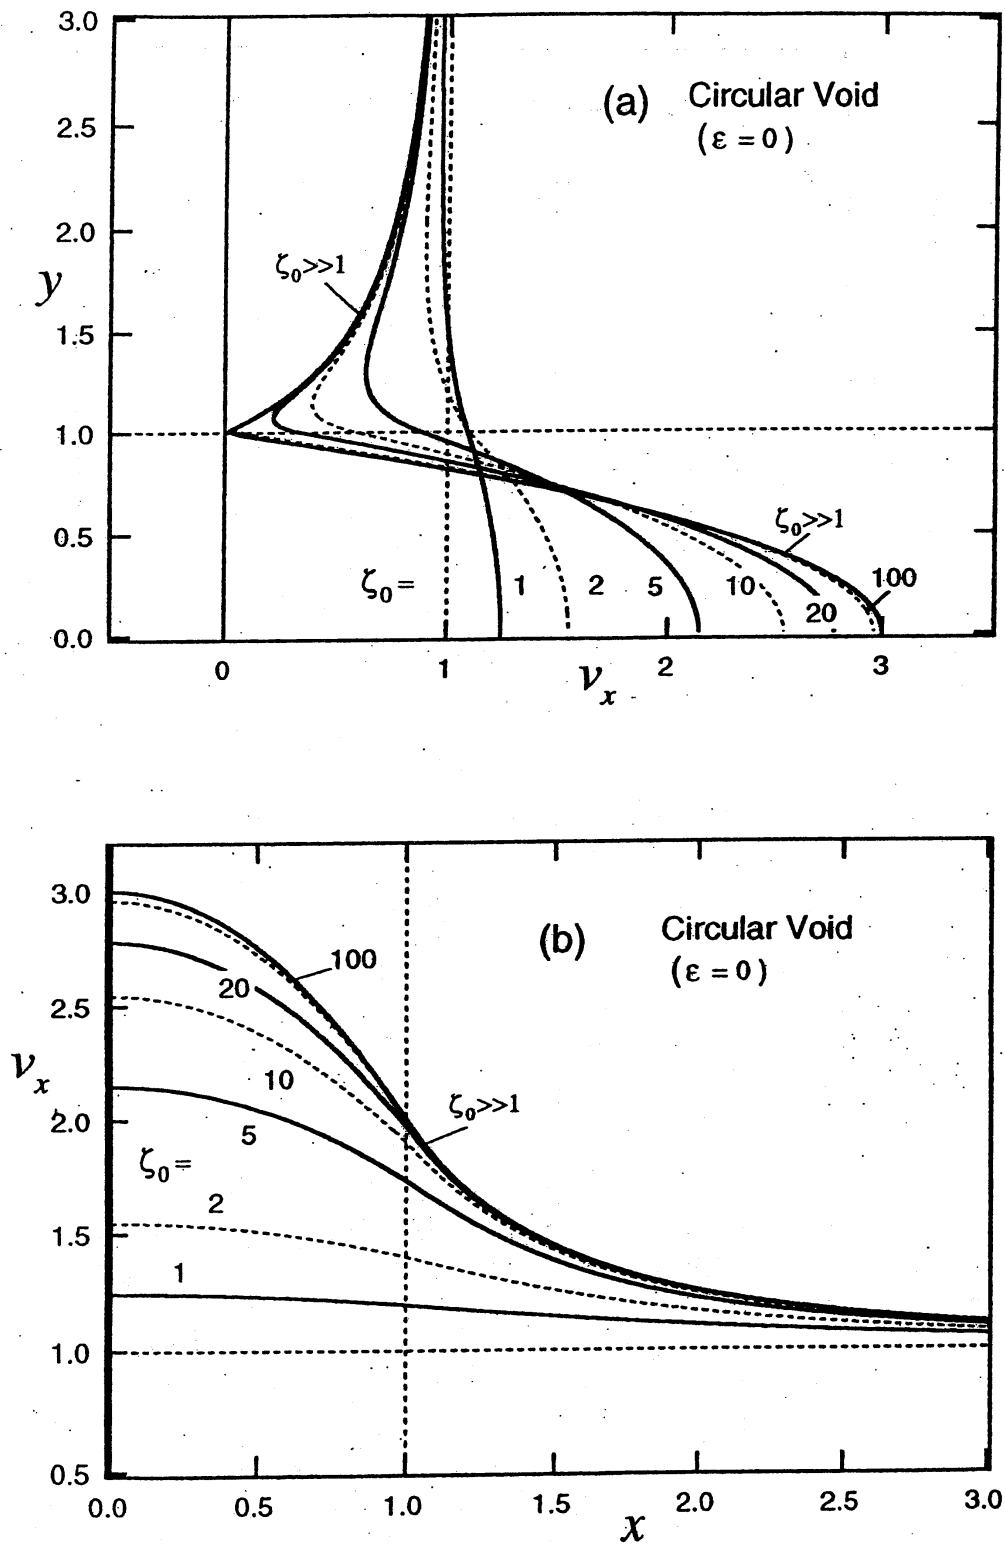 3.0
(a) Circular Void
(ε = 0)
2.5
2.0
ζ₀>>1
y
1.5
1.0
ζ₀>>1
0.5
ζ₀= 1 2 5 10 20 100
0.0
0 1 2 3
vₓ
3.0
(b) Circular Void
(ε = 0)
100
20
2.5
vₓ
10
ζ₀>>1
2.0
5
ζ₀=
2
1.5
1
1.0
0.5
0.0 0.5 1.0 1.5 2.0 2.5 3.0
x